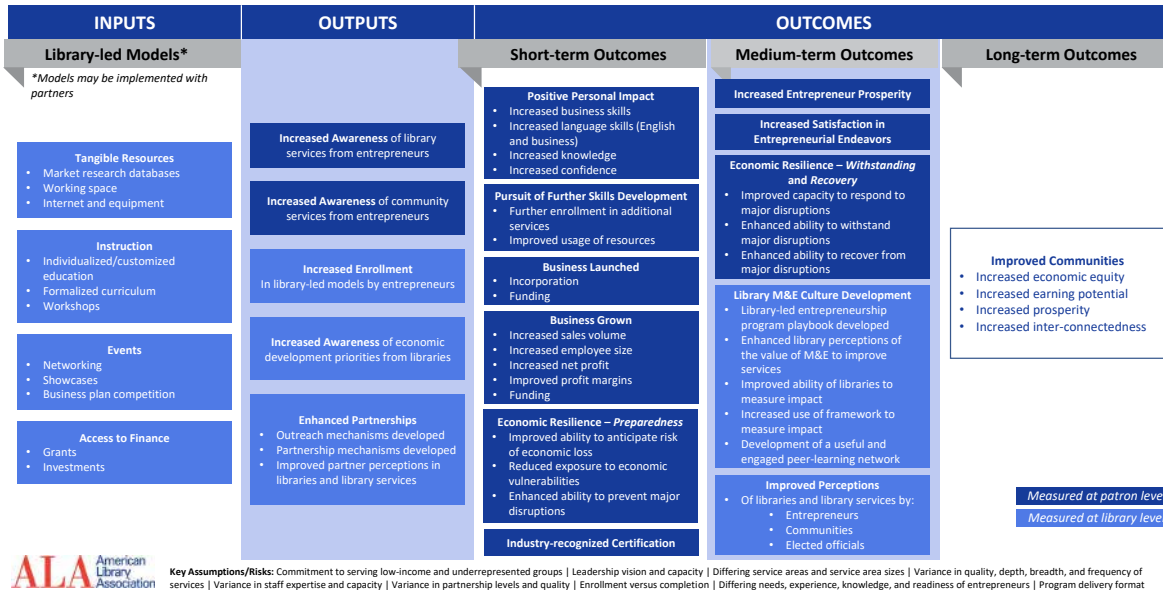 INPUTS
OUTPUTS
OUTCOMES
Library-led Models*
Short-term Outcomes
Medium-term Outcomes
Long-term Outcomes
*Models may be implemented with
partners
Tangible Resources
• Market research databases
• Working space
• Internet and equipment
Instruction
• Individualized/customized
education
• Formalized curriculum
• Workshops
Events
• Networking
• Showcases
• Business plan competition
Access to Finance
• Grants
• Investments
Increased Awareness of library
services from entrepreneurs
Increased Awareness of community
services from entrepreneurs
Increased Enrollment
In library-led models by entrepreneurs
Increased Awareness of economic
development priorities from libraries
Enhanced Partnerships
• Outreach mechanisms developed
• Partnership mechanisms developed
• Improved partner perceptions in
libraries and library services
Positive Personal Impact
• Increased business skills
• Increased language skills (English
and business)
• Increased knowledge
• Increased confidence
Pursuit of Further Skills Development
• Further enrollment in additional
services
• Improved usage of resources
Business Launched
• Incorporation
• Funding
Business Grown
• Increased sales volume
• Increased employee size
• Increased net profit
• Improved profit margins
• Funding
Economic Resilience – Preparedness
• Improved ability to anticipate risk
of economic loss
• Reduced exposure to economic
vulnerabilities
• Enhanced ability to prevent major
disruptions
Industry-recognized Certification
Increased Entrepreneur Prosperity
Increased Satisfaction in
Entrepreneurial Endeavors
Economic Resilience – Withstanding
and Recovery
• Improved capacity to respond to
major disruptions
• Enhanced ability to withstand
major disruptions
• Enhanced ability to recover from
major disruptions
Library M&E Culture Development
• Library-led entrepreneurship
program playbook developed
• Enhanced library perceptions of
the value of M&E to improve
services
• Improved ability of libraries to
measure impact
• Increased use of framework to
measure impact
• Development of a useful and
engaged peer-learning network
Improved Perceptions
• Of libraries and library services by:
• Entrepreneurs
• Communities
• Elected officials
Improved Communities
• Increased economic equity
• Increased earning potential
• Increased prosperity
• Increased inter-connectedness
Measured at patron leve
Measured at library leve
ALA American
Library
Association
Key Assumptions/Risks: Commitment to serving low-income and underrepresented groups | Leadership vision and capacity | Differing service areas and service area sizes | Variance in quality, depth, breadth, and frequency of
services | Variance in staff expertise and capacity | Variance in partnership levels and quality | Enrollment versus completion | Differing needs, experience, knowledge, and readiness of entrepreneurs | Program delivery format